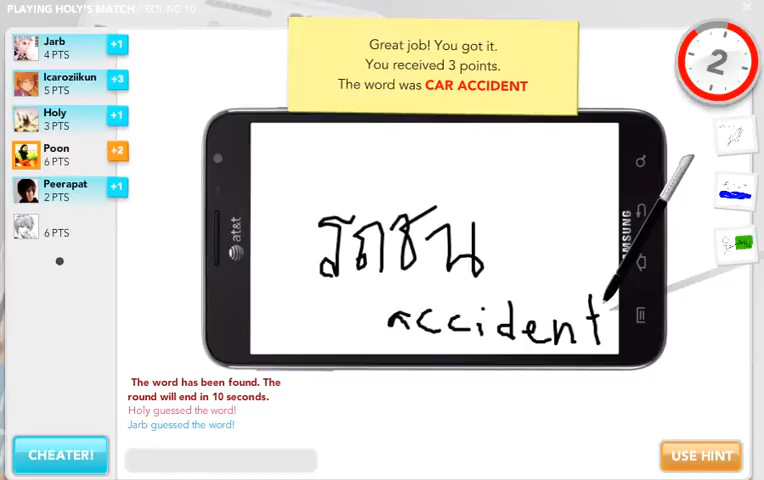 PLAYING HOLY'S MATCH / ROUND 10
Jarb
4 PTS
+1
Icaroziikun
5 PTS
+3
Holy
3 PTS
+1
Poon
6 PTS
+2
Peerapat
2 PTS
+1
6 PTS
Great job! You got it.
You received 3 points.
The word was CAR ACCIDENT
2
at&t
SAMSUNG
รถชน
accident
The word has been found. The
round will end in 10 seconds.
Holy guessed the word!
Jarb guessed the word!
CHEATER!
USE HINT